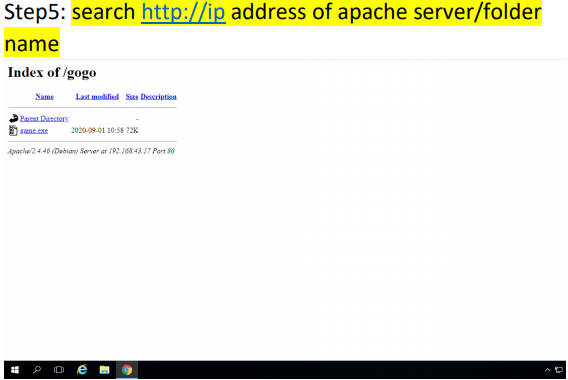 Step5: search http://ip address of apache server/folder
name
Index of /gogo
Name Last modified Size Description
Parent Directory -
game.exe 2020-09-01 10:58 72K
Apache/2.4.46 (Debian) Server at 192.168.43.17 Port 80